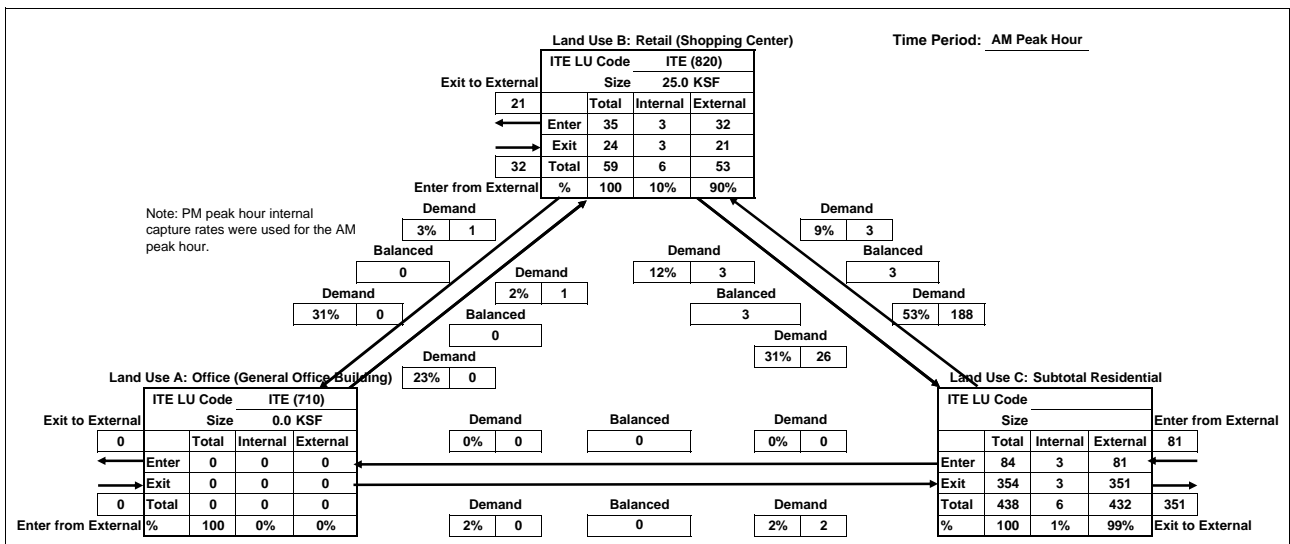 Land Use B: Retail (Shopping Center)
Time Period: AM Peak Hour
ITE LU Code ITE (820)
Exit to External Size 25.0 KSF
21 Total Internal External
Enter 35 3 32
Exit 24 3 21
32 Total 59 6 53
Enter from External % 100 10% 90%
Note: PM peak hour internal
capture rates were used for the AM
peak hour.
Demand Demand
3% 1 9% 3
Balanced Demand Balanced
0 12% 3 3
Demand
2% 1
Demand Balanced Demand
31% 0 3 53% 188
Balanced
0
Demand
31% 26
Demand
23% 0
Land Use A: Office (General Office Building)
Land Use C: Subtotal Residential
ITE LU Code ITE (710) ITE LU Code
Exit to External Size 0.0 KSF Demand Balanced Demand Size Enter from External
0 Total Internal External 0% 0 0 0% 0 Total Internal External 81
Enter 0 0 0 Enter 84 3 81
Exit 0 0 0 Exit 354 3 351
0 Total 0 0 0 Demand Balanced Demand Total 438 6 432 351
Enter from External % 100 0% 0% 2% 0 0 2% 2 % 100 1% 99% Exit to External